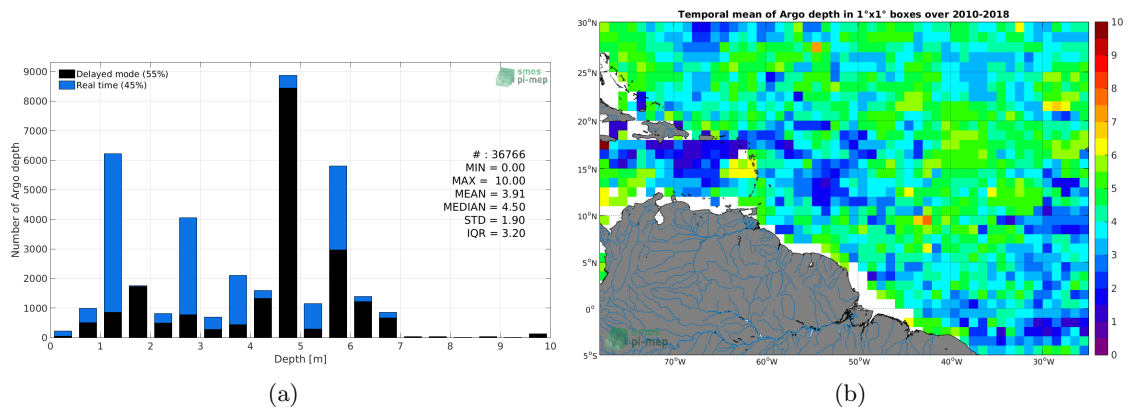 Delayed mode (55%)
Real time (45%)
smos
pi-mep
# : 36766
MIN = 0.00
MAX = 10.00
MEAN = 3.91
MEDIAN = 4.50
STD = 1.90
IQR = 3.20
Number of Argo depth
9000
8000
7000
6000
5000
4000
3000
2000
1000
0
0 1 2 3 4 5 6 7 8 9 10
Depth [m]
(a)
Temporal mean of Argo depth in 1°x1° boxes over 2010-2018
30°N
25°N
20°N
15°N
10°N
5°N
0°
5°S
70°W 60°W 50°W 40°W 30°W
smos
pi-mep
10
9
8
7
6
5
4
3
2
1
0
(b)